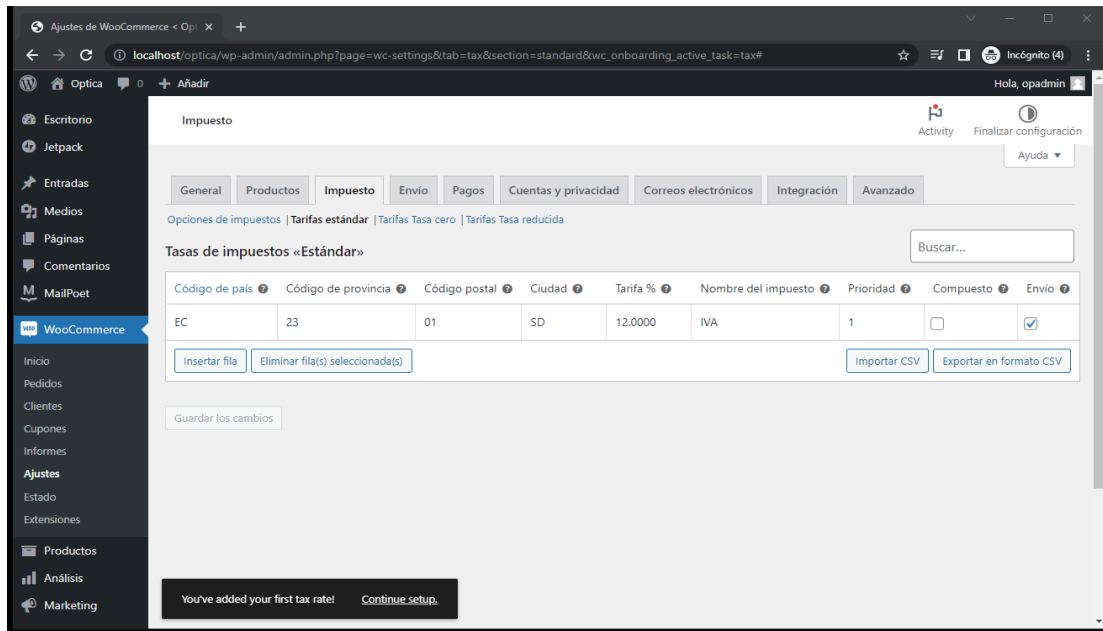 Ajustes de WooCommerce < Opt
localhost/optica/wp-admin/admin.php?page=wc-settings&tab=tax&section=standard&wc_onboarding_active_task=tax#
Incógnito (4)
Optica 0 + Añadir
Hola, opadmin
Escritorio
Jetpack
Entradas
Medios
Páginas
Comentarios
MailPoet
WooCommerce
Inicio
Pedidos
Clientes
Cupones
Informes
Ajustes
Estado
Extensiones
Productos
Análisis
Marketing
Impuesto
Activity
Finalizar configuración
Ayuda
General Productos Impuesto Envío Pagos Cuentas y privacidad Correos electrónicos Integración Avanzado
Opciones de impuestos | Tarifas estándar | Tarifas Tasa cero | Tarifas Tasa reducida
Tasas de impuestos «Estándar»
Buscar...
Código de país Código de provincia Código postal Ciudad Tarifa % Nombre del impuesto Prioridad Compuesto Envío
EC 23 01 SD 12.0000 IVA 1
Insertar fila Eliminar fila(s) seleccionada(s) Importar CSV Exportar en formato CSV
Guardar los cambios
You've added your first tax rate! Continue setup.